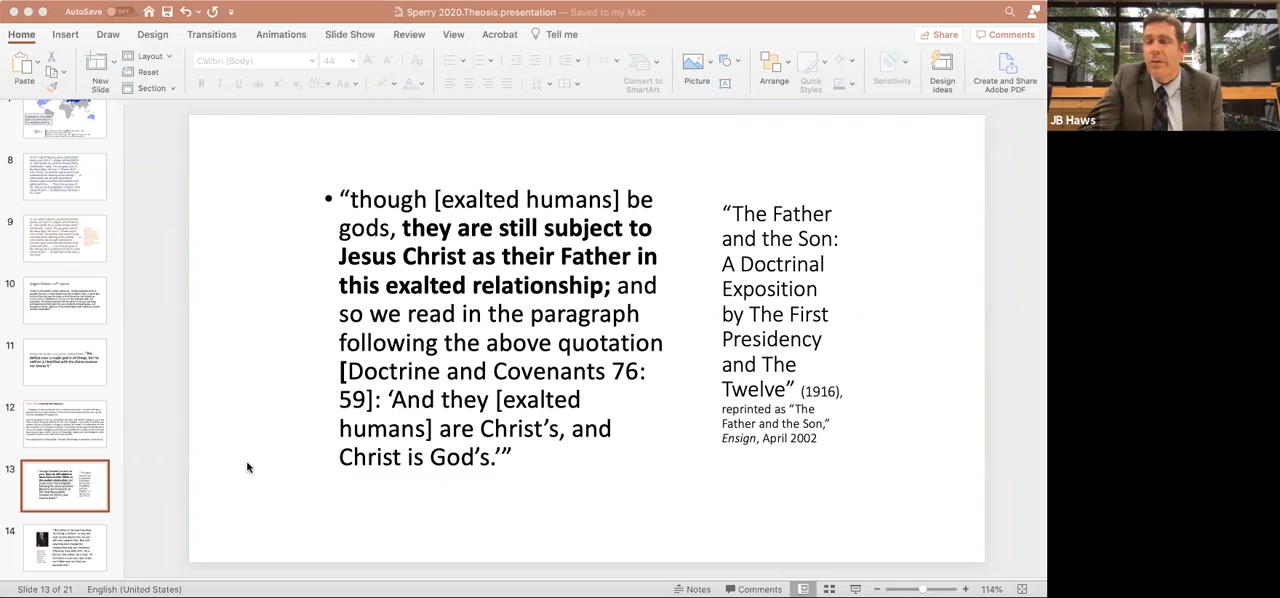 AutoSave OFF
Sperry 2020.Theosis.presentation — Saved to my Mac
Home Insert Draw Design Transitions Animations Slide Show Review View Acrobat Tell me Share Comments
Paste New Slide Layout Reset Section Calibri (Body) 44 Convert to SmartArt Picture Arrange Quick Styles Sensitivity Design Ideas Create and Share Adobe PDF
JB Haws
8
9
10
11
12
13
14
• “though [exalted humans] be
gods, they are still subject to
Jesus Christ as their Father in
this exalted relationship; and
so we read in the paragraph
following the above quotation
[Doctrine and Covenants 76:
59]: ‘And they [exalted
humans] are Christ’s, and
Christ is God’s.’”
“The Father
and the Son:
A Doctrinal
Exposition
by The First
Presidency
and The
Twelve” (1916),
reprinted as “The
Father and the Son,”
Ensign, April 2002
Slide 13 of 21 English (United States) Notes Comments 114%